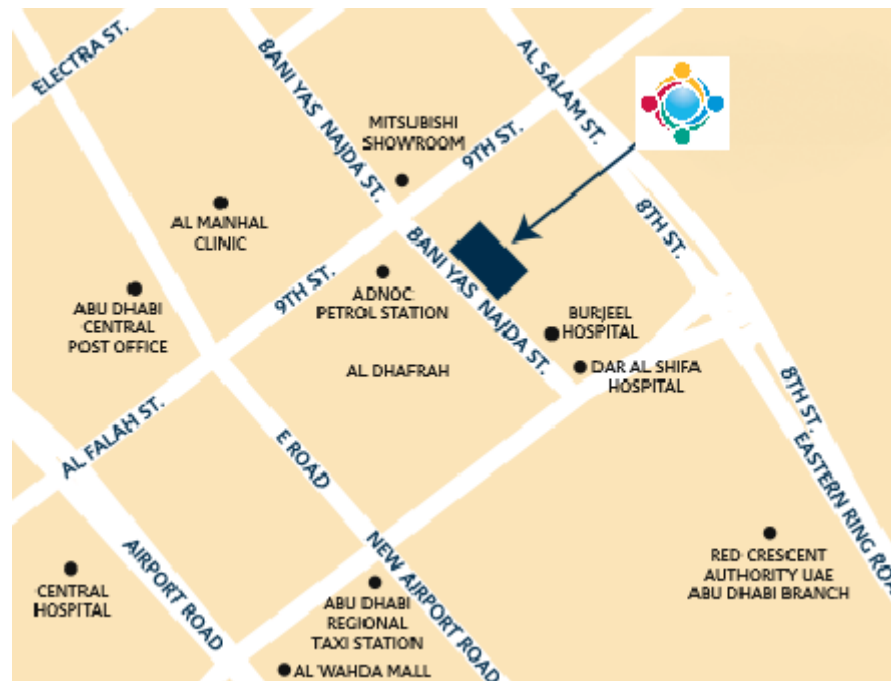 ELECTRA ST.
BANI YAS NAJDA ST.
AL SALAM ST.
MITSUBISHI
SHOWROOM
9TH ST.
AL MAINHAL
CLINIC
8TH ST.
BANI YAS NAJDA ST.
9TH ST.
ADNOC
PETROL STATION
ABU DHABI
CENTRAL
POST OFFICE
BURJEEL
HOSPITAL
AL DHAFRAH
DAR AL SHIFA
HOSPITAL
8TH ST.
AL FALAH ST.
E ROAD
EASTERN RING ROA
AIRPORT ROAD
NEW AIRPORT ROAD
RED CRESCENT
AUTHORITY UAE
ABU DHABI BRANCH
CENTRAL
HOSPITAL
ABU DHABI
REGIONAL
TAXI STATION
AL WAHDA MALL